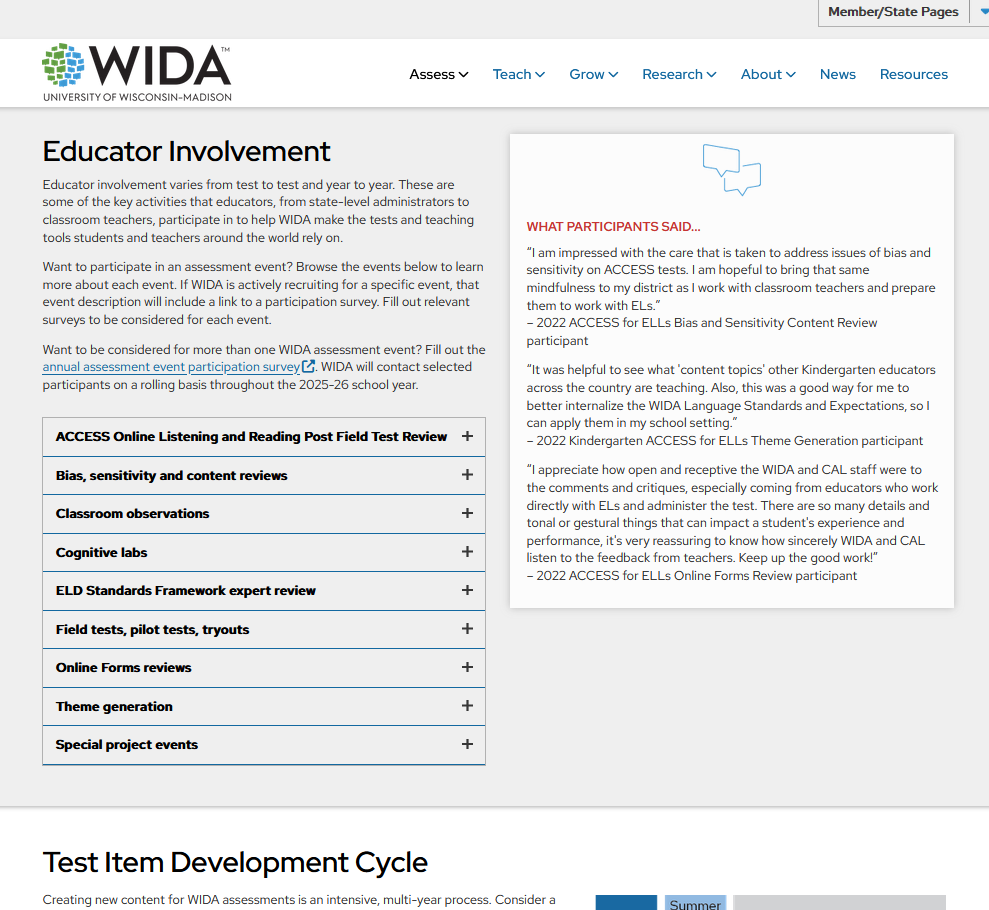 Member/State Pages
WIDA™
UNIVERSITY OF WISCONSIN–MADISON
Assess
Teach
Grow
Research
About
News
Resources
Educator Involvement
Educator involvement varies from test to test and year to year. These are
some of the key activities that educators, from state-level administrators to
classroom teachers, participate in to help WIDA make the tests and teaching
tools students and teachers around the world rely on.
Want to participate in an assessment event? Browse the events below to learn
more about each event. If WIDA is actively recruiting for a specific event, that
event description will include a link to a participation survey. Fill out relevant
surveys to be considered for each event.
Want to be considered for more than one WIDA assessment event? Fill out the
annual assessment event participation survey. WIDA will contact selected
participants on a rolling basis throughout the 2025-26 school year.
ACCESS Online Listening and Reading Post Field Test Review +
Bias, sensitivity and content reviews +
Classroom observations +
Cognitive labs +
ELD Standards Framework expert review +
Field tests, pilot tests, tryouts +
Online Forms reviews +
Theme generation +
Special project events +
WHAT PARTICIPANTS SAID...
“I am impressed with the care that is taken to address issues of bias and
sensitivity on ACCESS tests. I am hopeful to bring that same
mindfulness to my district as I work with classroom teachers and prepare
them to work with ELs.”
– 2022 ACCESS for ELLs Bias and Sensitivity Content Review
participant
“It was helpful to see what 'content topics' other Kindergarten educators
across the country are teaching. Also, this was a good way for me to
better internalize the WIDA Language Standards and Expectations, so I
can apply them in my school setting.”
– 2022 Kindergarten ACCESS for ELLs Theme Generation participant
“I appreciate how open and receptive the WIDA and CAL staff were to
the comments and critiques, especially coming from educators who work
directly with ELs and administer the test. There are so many details and
tonal or gestural things that can impact a student's experience and
performance, it's very reassuring to know how sincerely WIDA and CAL
listen to the feedback from teachers. Keep up the good work!”
– 2022 ACCESS for ELLs Online Forms Review participant
Test Item Development Cycle
Creating new content for WIDA assessments is an intensive, multi-year process. Consider a
Summer